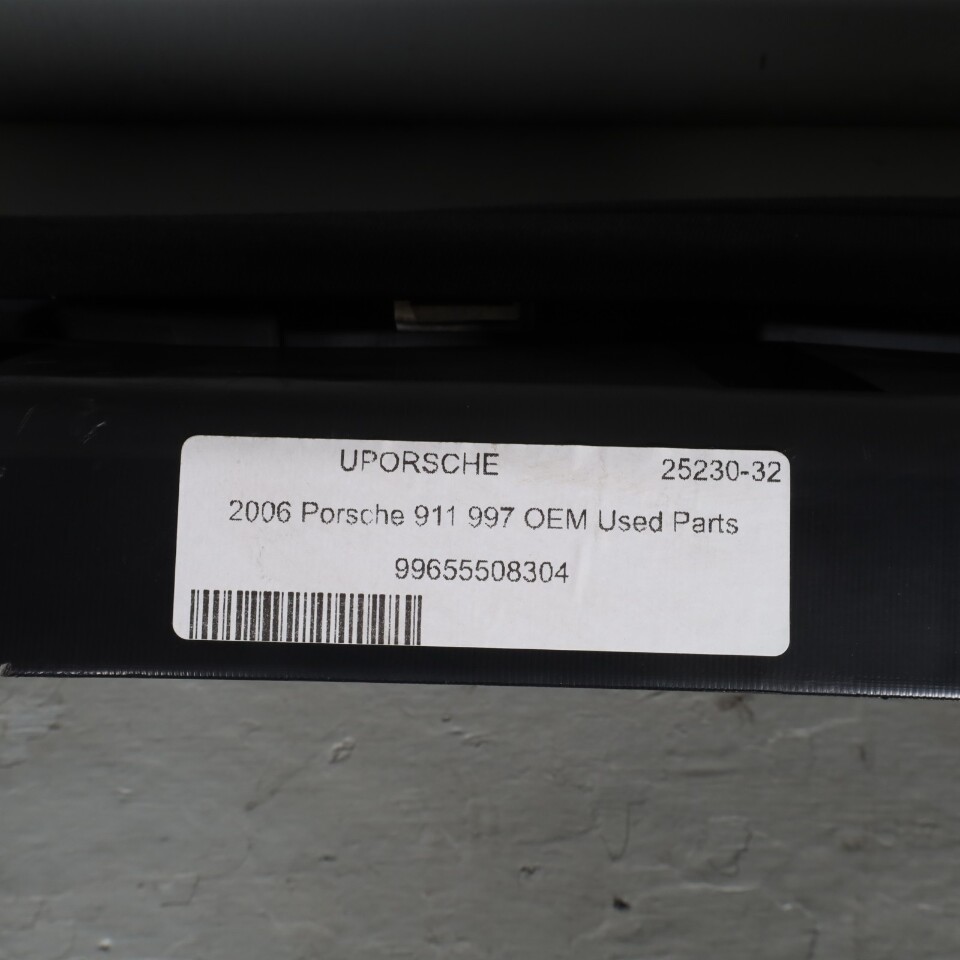 UPORSCHE 25230-32
2006 Porsche 911 997 OEM Used Parts
99655508304